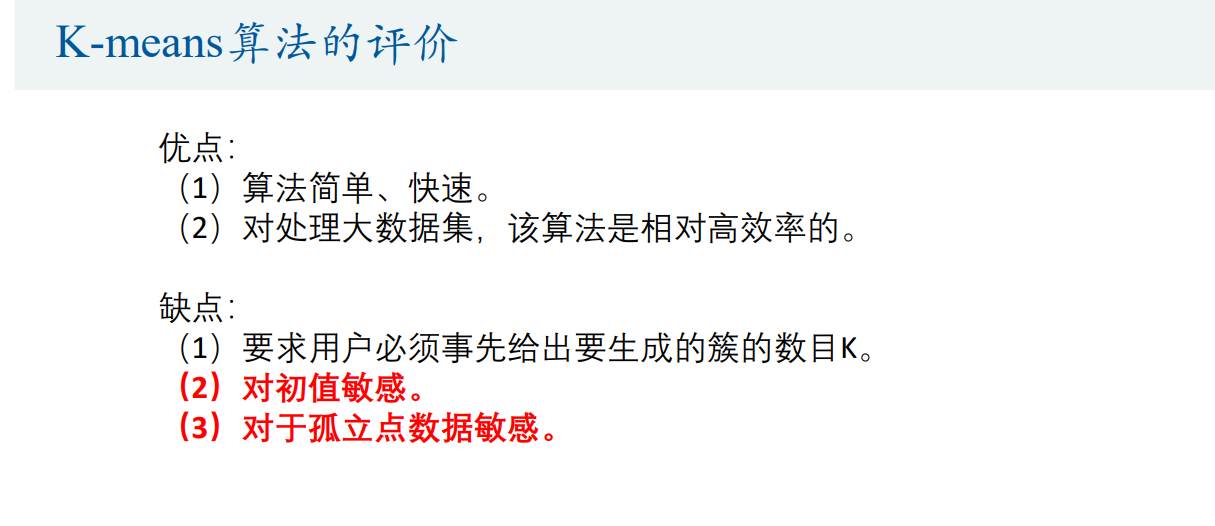 K-means算法的评价
优点：
（1）算法简单、快速。
（2）对处理大数据集，该算法是相对高效率的。
缺点：
（1）要求用户必须事先给出要生成的簇的数目K。
（2）对初值敏感。
（3）对于孤立点数据敏感。